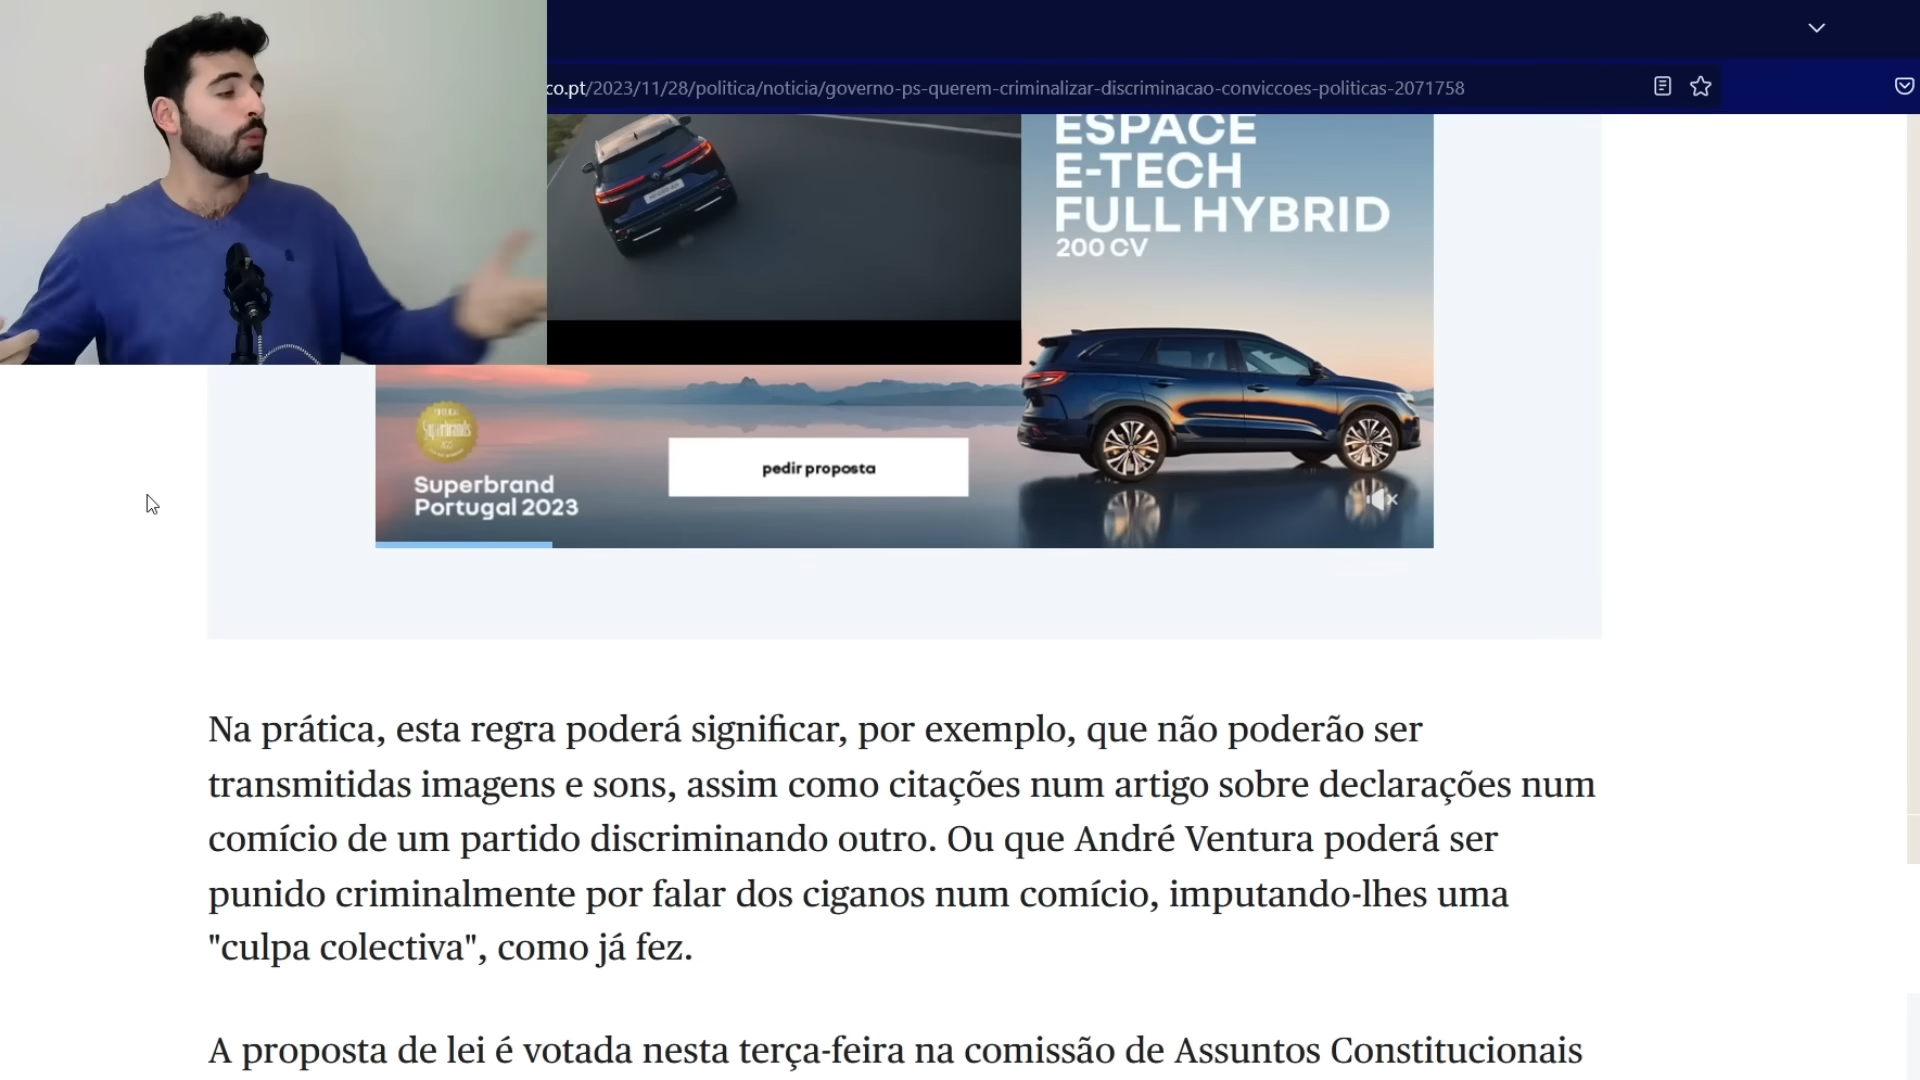 co.pt/2023/11/28/politica/noticia/governo-ps-querem-criminalizar-discriminacao-conviccoes-politicas-2071758
ESPACE
E-TECH
FULL HYBRID
200 CV
Superbrands
Superbrand
Portugal 2023
pedir proposta
Na prática, esta regra poderá significar, por exemplo, que não poderão ser
transmitidas imagens e sons, assim como citações num artigo sobre declarações num
comício de um partido discriminando outro. Ou que André Ventura poderá ser
punido criminalmente por falar dos ciganos num comício, imputando-lhes uma
"culpa colectiva", como já fez.
A proposta de lei é votada nesta terça-feira na comissão de Assuntos Constitucionais